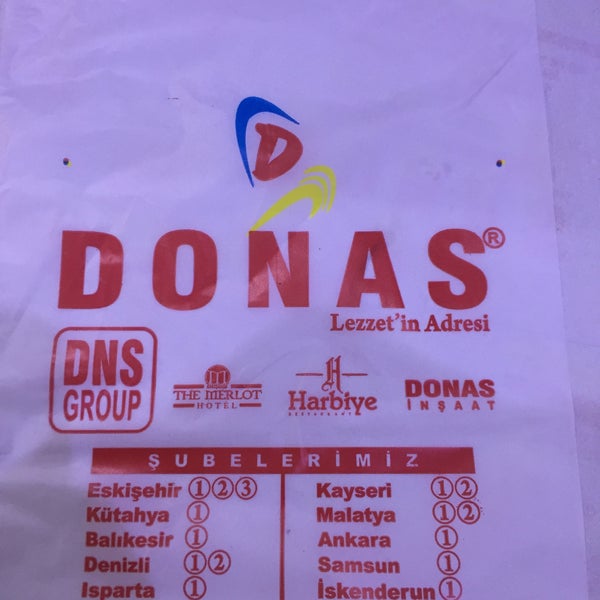 D
DONAS®
Lezzet'in Adresi
DNS
GROUP
THE MERLOT
HOTEL
H
Harbiye
RESTAURANT
DONAS
İNŞAAT
ŞUBELERİMİZ
Eskişehir ①②③
Kütahya ①
Balıkesir ①
Denizli ①②
Isparta ①
Kayseri ①②
Malatya ①②
Ankara ①
Samsun ①
İskenderun ①